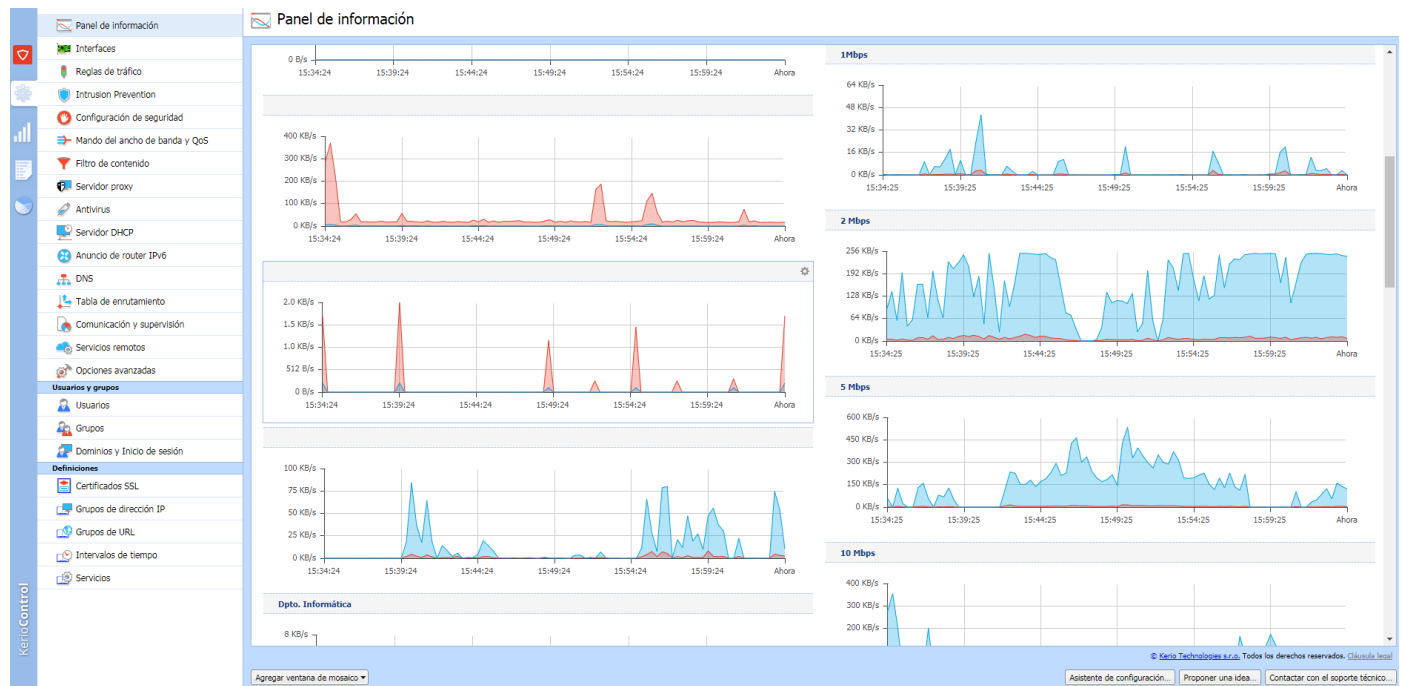 Panel de información
Interfaces
Reglas de tráfico
Intrusion Prevention
Configuración de seguridad
Mando del ancho de banda y QoS
Filtro de contenido
Servidor proxy
Antivirus
Servidor DHCP
Anuncio de router IPv6
DNS
Tabla de enrutamiento
Comunicación y supervisión
Servicios remotos
Opciones avanzadas
Usuarios y grupos
Usuarios
Grupos
Dominios y Inicio de sesión
Definiciones
Certificados SSL
Grupos de dirección IP
Grupos de URL
Intervalos de tiempo
Servicios
KerioControl
Panel de información
0 B/s
15:34:24 15:39:24 15:44:24 15:49:24 15:54:24 15:59:24 Ahora
400 KB/s
300 KB/s
200 KB/s
100 KB/s
0 KB/s
15:34:24 15:39:24 15:44:24 15:49:24 15:54:24 15:59:24 Ahora
2.0 KB/s
1.5 KB/s
1.0 KB/s
512 B/s
0 B/s
15:34:24 15:39:24 15:44:24 15:49:24 15:54:24 15:59:24 Ahora
100 KB/s
75 KB/s
50 KB/s
25 KB/s
0 KB/s
15:34:24 15:39:24 15:44:24 15:49:24 15:54:24 15:59:24 Ahora
Dpto. Informática
8 KB/s
1Mbps
64 KB/s
48 KB/s
32 KB/s
16 KB/s
0 KB/s
15:34:25 15:39:25 15:44:25 15:49:25 15:54:25 15:59:25 Ahora
2 Mbps
256 KB/s
192 KB/s
128 KB/s
64 KB/s
0 KB/s
15:34:25 15:39:25 15:44:25 15:49:25 15:54:25 15:59:25 Ahora
5 Mbps
600 KB/s
450 KB/s
300 KB/s
150 KB/s
0 KB/s
15:34:25 15:39:25 15:44:25 15:49:25 15:54:25 15:59:25 Ahora
10 Mbps
400 KB/s
300 KB/s
200 KB/s
© Kerio Technologies s.r.o. Todos los derechos reservados. Cláusula legal
Agregar ventana de mosaico
Asistente de configuración... Proponer una idea... Contactar con el soporte técnico...